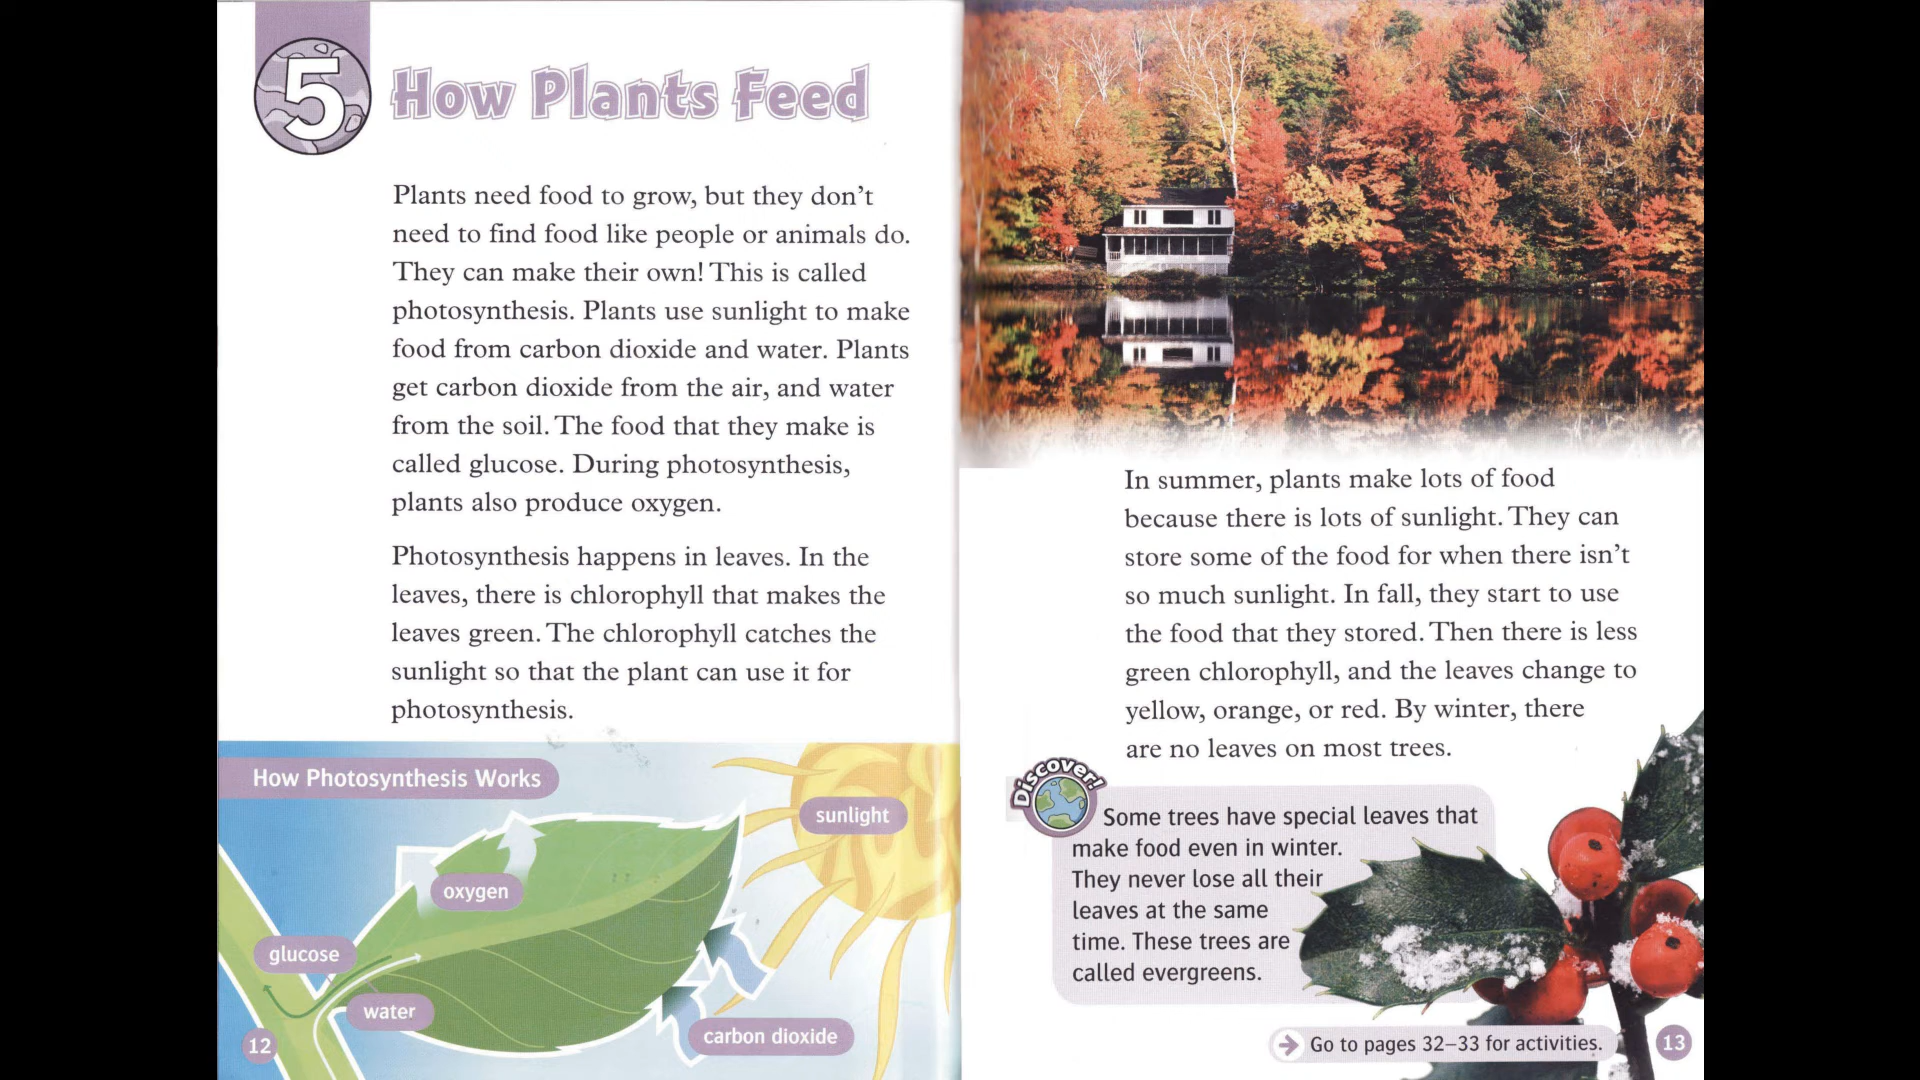 5
How Plants Feed
Plants need food to grow, but they don't
need to find food like people or animals do.
They can make their own! This is called
photosynthesis. Plants use sunlight to make
food from carbon dioxide and water. Plants
get carbon dioxide from the air, and water
from the soil. The food that they make is
called glucose. During photosynthesis,
plants also produce oxygen.
Photosynthesis happens in leaves. In the
leaves, there is chlorophyll that makes the
leaves green. The chlorophyll catches the
sunlight so that the plant can use it for
photosynthesis.
How Photosynthesis Works
sunlight
oxygen
glucose
water
carbon dioxide
12
In summer, plants make lots of food
because there is lots of sunlight. They can
store some of the food for when there isn't
so much sunlight. In fall, they start to use
the food that they stored. Then there is less
green chlorophyll, and the leaves change to
yellow, orange, or red. By winter, there
are no leaves on most trees.
Discover!
Some trees have special leaves that
make food even in winter.
They never lose all their
leaves at the same
time. These trees are
called evergreens.
Go to pages 32–33 for activities.
13